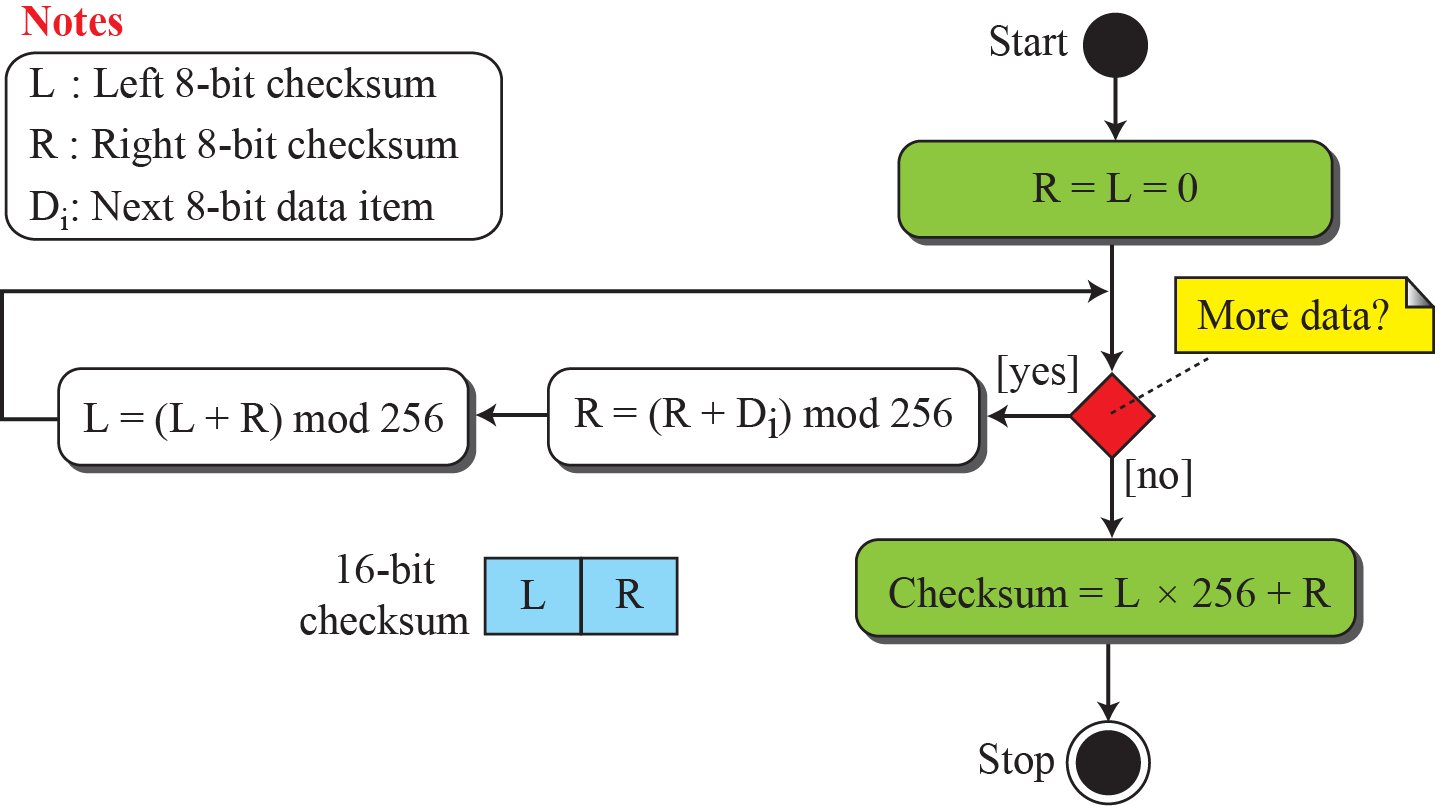 Notes
L : Left 8-bit checksum
R : Right 8-bit checksum
Di: Next 8-bit data item
Start
R = L = 0
More data?
[yes]
R = (R + Di) mod 256
L = (L + R) mod 256
[no]
16-bit
checksum
L R
Checksum = L × 256 + R
Stop